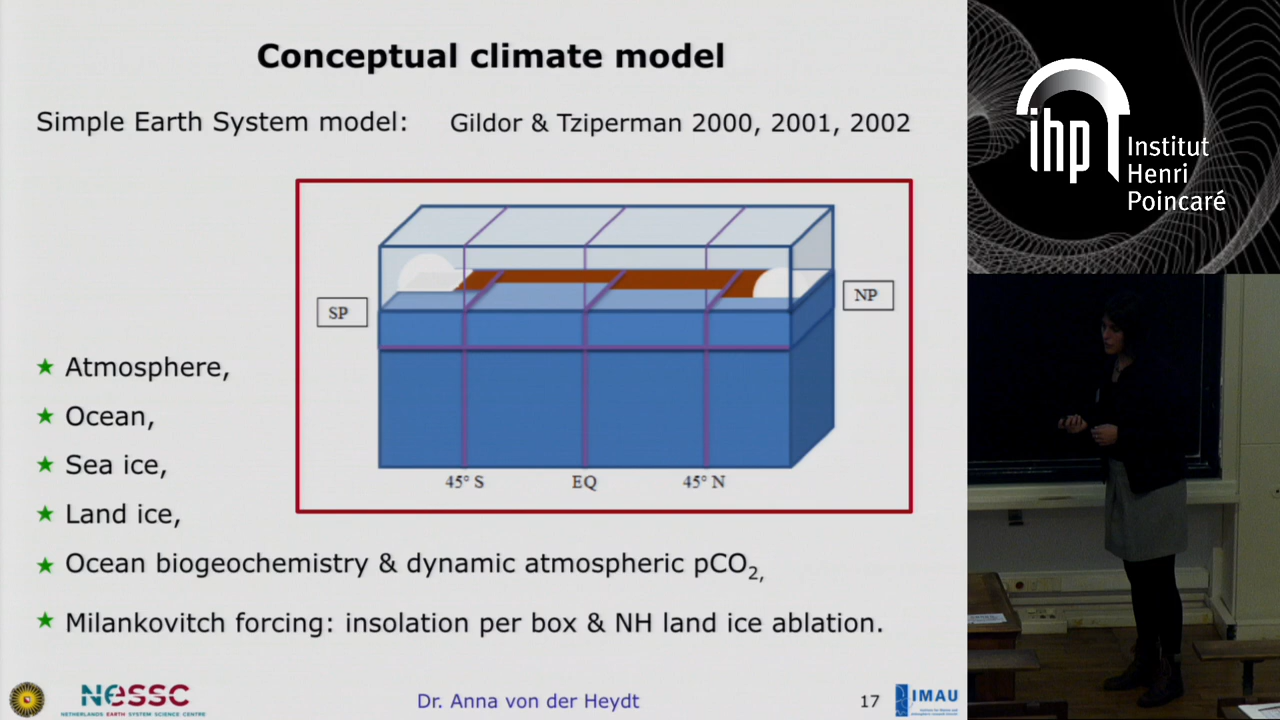 Conceptual climate model
Simple Earth System model: Gildor & Tziperman 2000, 2001, 2002
SP
NP
45° S EQ 45° N
★ Atmosphere,
★ Ocean,
★ Sea ice,
★ Land ice,
★ Ocean biogeochemistry & dynamic atmospheric pCO2,
★ Milankovitch forcing: insolation per box & NH land ice ablation.
NESSC
NETHERLANDS EARTH SYSTEM SCIENCE CENTRE
Dr. Anna von der Heydt
17
IMAU
ihp
Institut
Henri
Poincaré